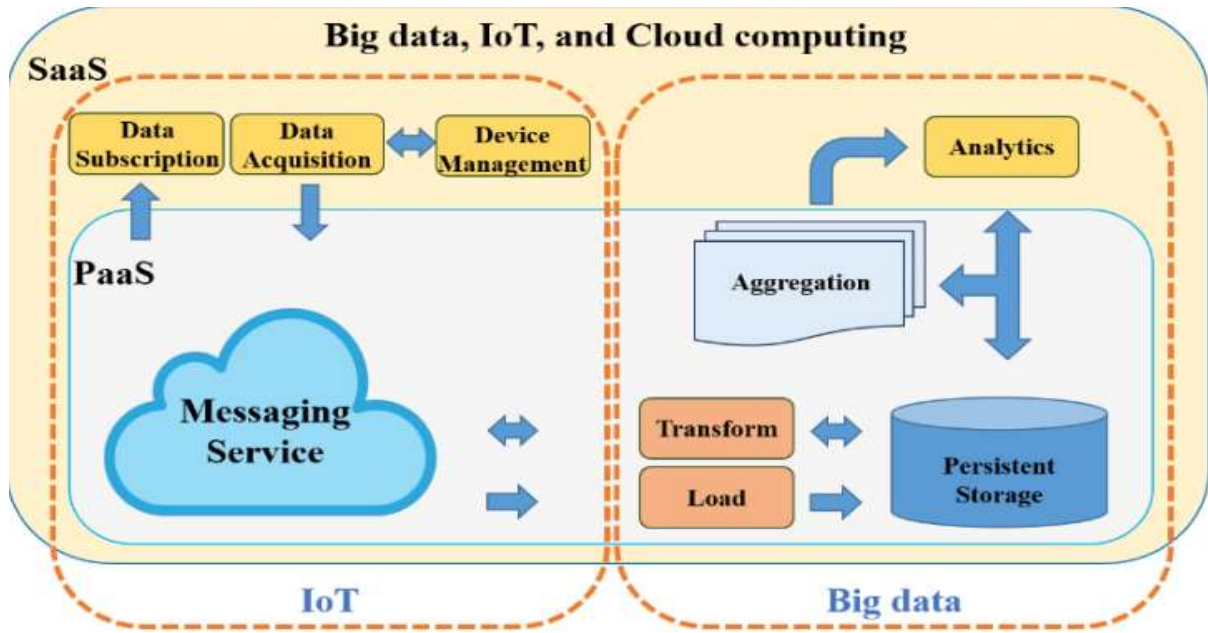 Big data, IoT, and Cloud computing
SaaS
Data
Subscription
Data
Acquisition
Device
Management
Analytics
PaaS
Aggregation
Messaging
Service
Transform
Load
Persistent
Storage
IoT
Big data